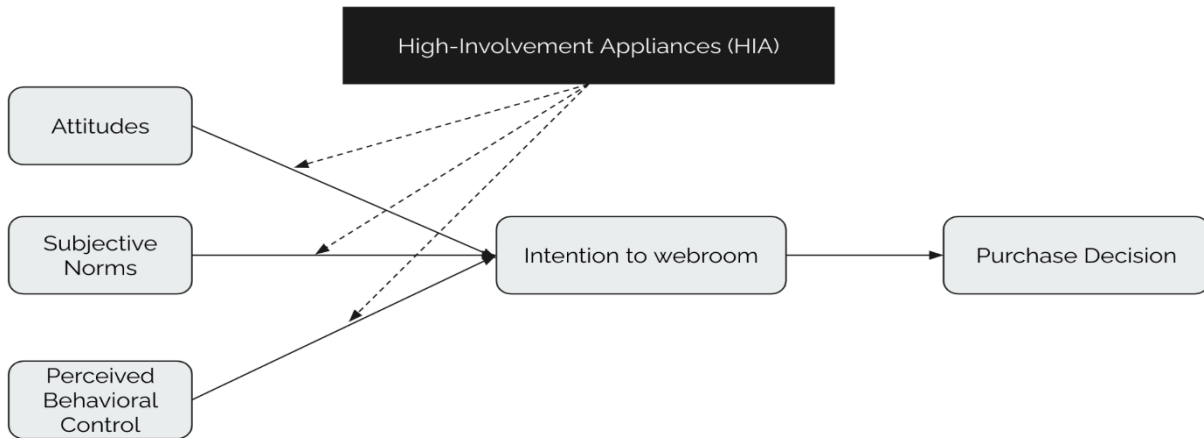 High-Involvement Appliances (HIA)
Attitudes
Subjective
Norms
Intention to webroom
Purchase Decision
Perceived
Behavioral
Control